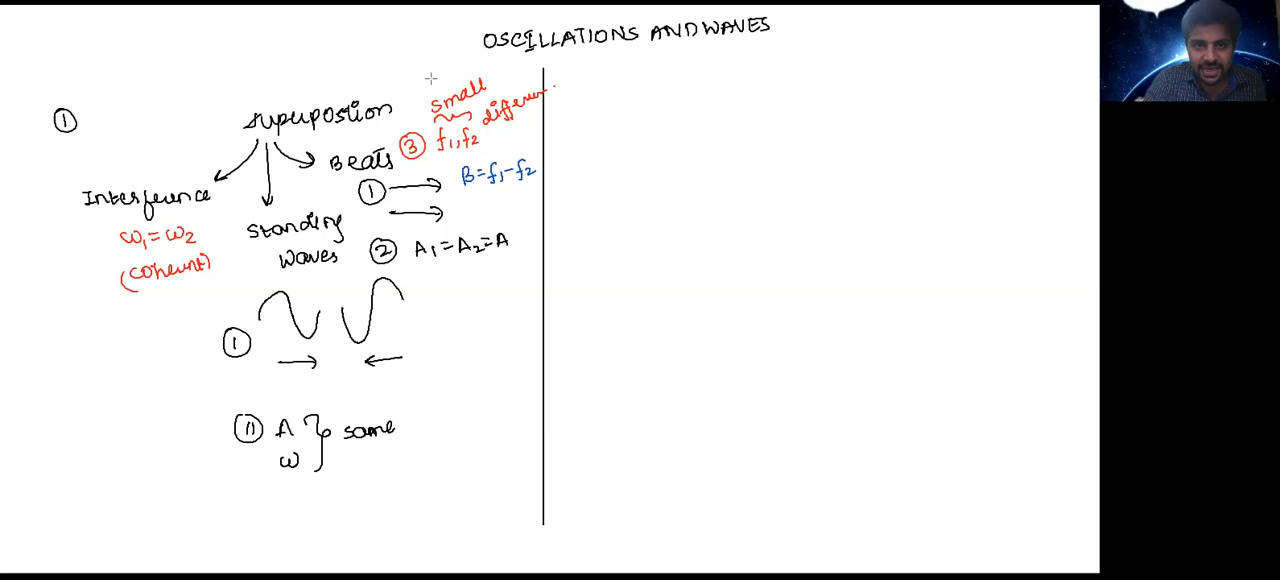 OSCILLATIONS AND WAVES
①
superpostion
small
differen..
③ f1, f2
Beats
B = f1 - f2
Interference
①
ω1 = ω2
(coherent)
Standing
waves
② A1 = A2 = A
①
⑪ A } same
ω